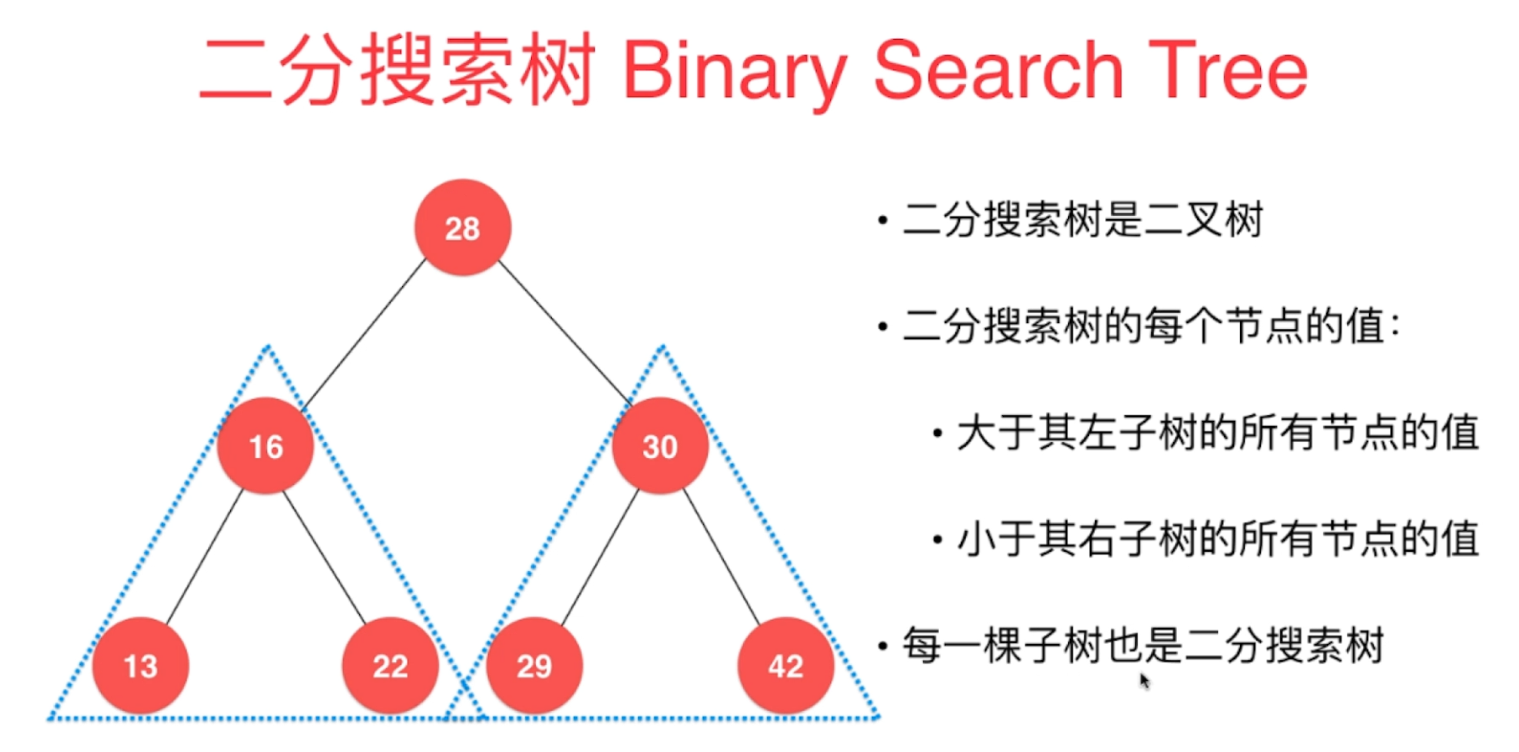 二分搜索树 Binary Search Tree
28
16
30
13
22
29
42
• 二分搜索树是二叉树
• 二分搜索树的每个节点的值：
• 大于其左子树的所有节点的值
• 小于其右子树的所有节点的值
• 每一棵子树也是二分搜索树